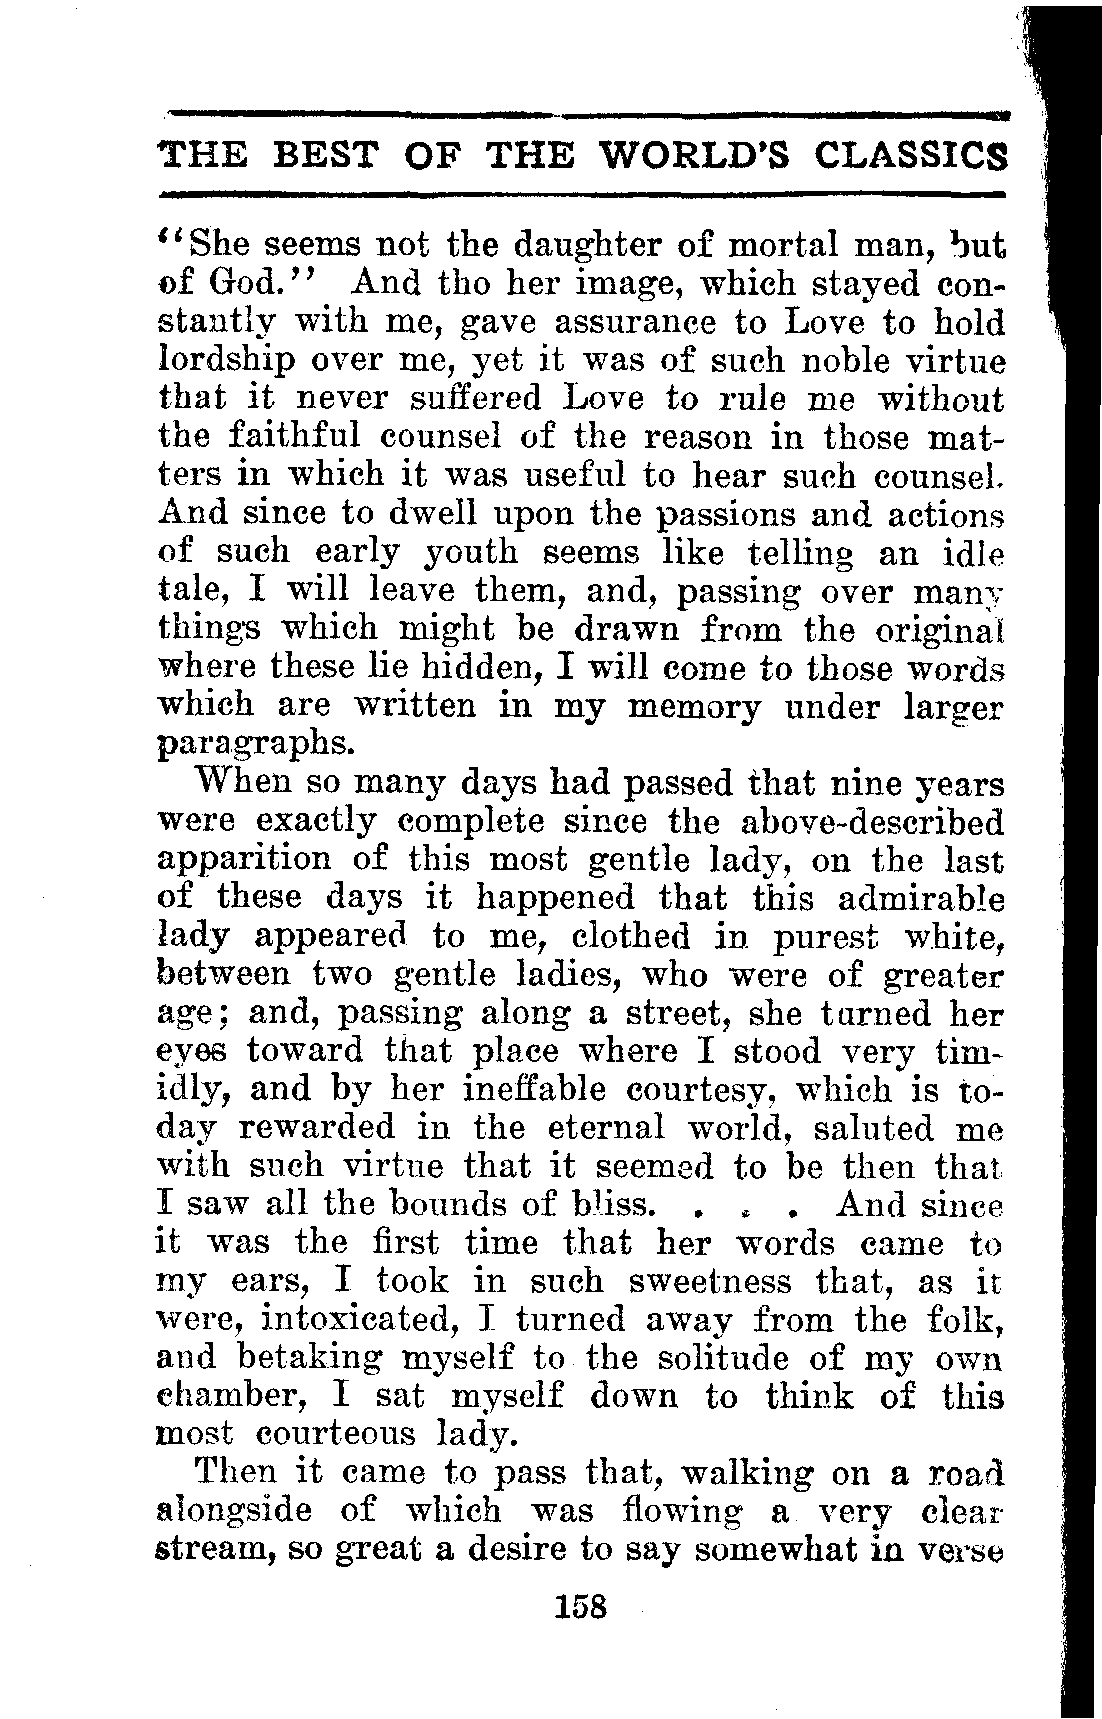 THE BEST OF THE WORLD'S CLASSICS
"She seems not the daughter of mortal man, but
of God." And tho her image, which stayed con-
stantly with me, gave assurance to Love to hold
lordship over me, yet it was of such noble virtue
that it never suffered Love to rule me without
the faithful counsel of the reason in those mat-
ters in which it was useful to hear such counsel.
And since to dwell upon the passions and actions
of such early youth seems like telling an idle
tale, I will leave them, and, passing over many
things which might be drawn from the original
where these lie hidden, I will come to those words
which are written in my memory under larger
paragraphs.
When so many days had passed that nine years
were exactly complete since the above-described
apparition of this most gentle lady, on the last
of these days it happened that this admirable
lady appeared to me, clothed in purest white,
between two gentle ladies, who were of greater
age; and, passing along a street, she turned her
eyes toward that place where I stood very tim-
idly, and by her ineffable courtesy, which is to-
day rewarded in the eternal world, saluted me
with such virtue that it seemed to be then that
I saw all the bounds of bliss. . . . And since
it was the first time that her words came to
my ears, I took in such sweetness that, as it
were, intoxicated, I turned away from the folk,
and betaking myself to the solitude of my own
chamber, I sat myself down to think of this
most courteous lady.
Then it came to pass that, walking on a road
alongside of which was flowing a very clear
stream, so great a desire to say somewhat in verse
158